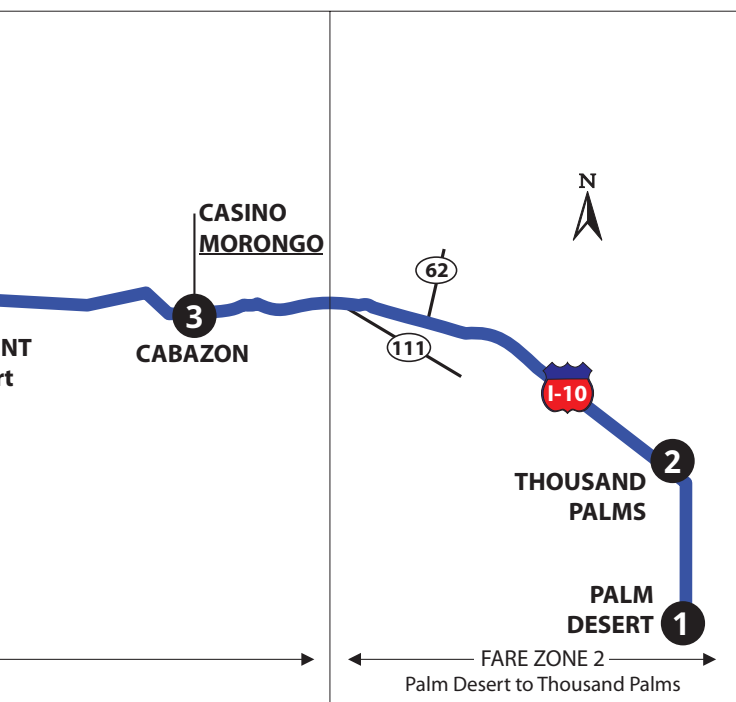 N
CASINO
MORONGO
62
3
CABAZON
111
NT
rt
I-10
2
THOUSAND
PALMS
PALM
DESERT
1
FARE ZONE 2
Palm Desert to Thousand Palms